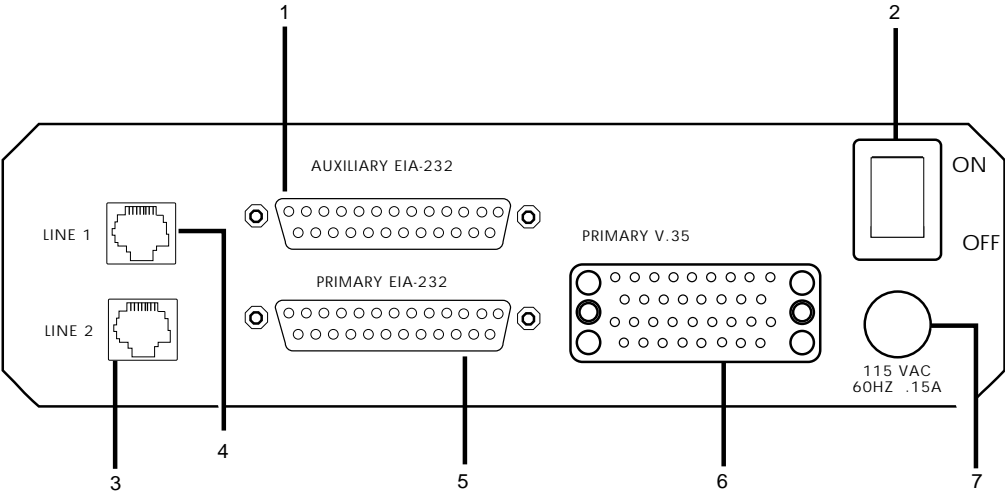 1
2
AUXILIARY EIA-232
ON
LINE 1
PRIMARY V.35
OFF
PRIMARY EIA-232
LINE 2
115 VAC
60HZ .15A
4
3
5
6
7